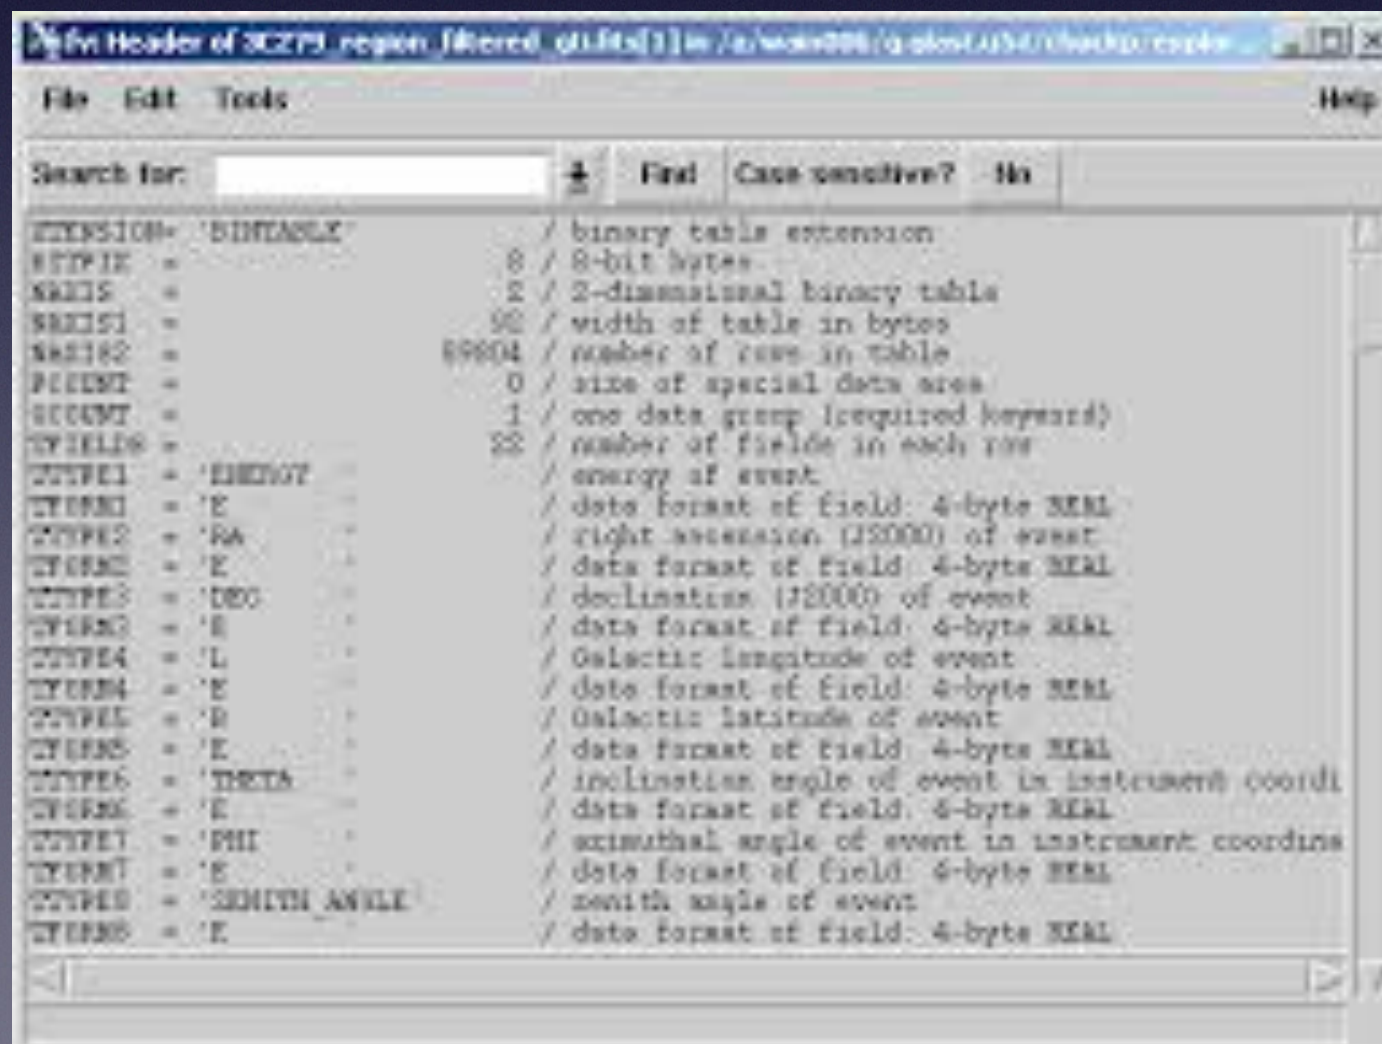 fv: Header of 3C279_region_filtered_gti.fits[1] in
File Edit Tools Help
Search for: Find Case sensitive? No
XTENSION= 'BINTABLE' / binary table extension
BITPIX = 8 / 8-bit bytes
NAXIS = 2 / 2-dimensional binary table
NAXIS1 = 92 / width of table in bytes
NAXIS2 = / number of rows in table
PCOUNT = 0 / size of special data area
GCOUNT = 1 / one data group (required keyword)
TFIELDS = 22 / number of fields in each row
TTYPE1 = 'ENERGY ' / energy of event
TFORM1 = 'E ' / data format of field: 4-byte REAL
TTYPE2 = 'RA ' / right ascension (J2000) of event
TFORM2 = 'E ' / data format of field: 4-byte REAL
TTYPE3 = 'DEC ' / declination (J2000) of event
TFORM3 = 'E ' / data format of field: 4-byte REAL
TTYPE4 = 'L ' / Galactic longitude of event
TFORM4 = 'E ' / data format of field: 4-byte REAL
TTYPE5 = 'B ' / Galactic latitude of event
TFORM5 = 'E ' / data format of field: 4-byte REAL
TTYPE6 = 'THETA ' / inclination angle of event in instrument coordi
TFORM6 = 'E ' / data format of field: 4-byte REAL
TTYPE7 = 'PHI ' / azimuthal angle of event in instrument coordina
TFORM7 = 'E ' / data format of field: 4-byte REAL
TTYPE8 = 'ZENITH_ANGLE' / zenith angle of event
TFORM8 = 'E ' / data format of field: 4-byte REAL